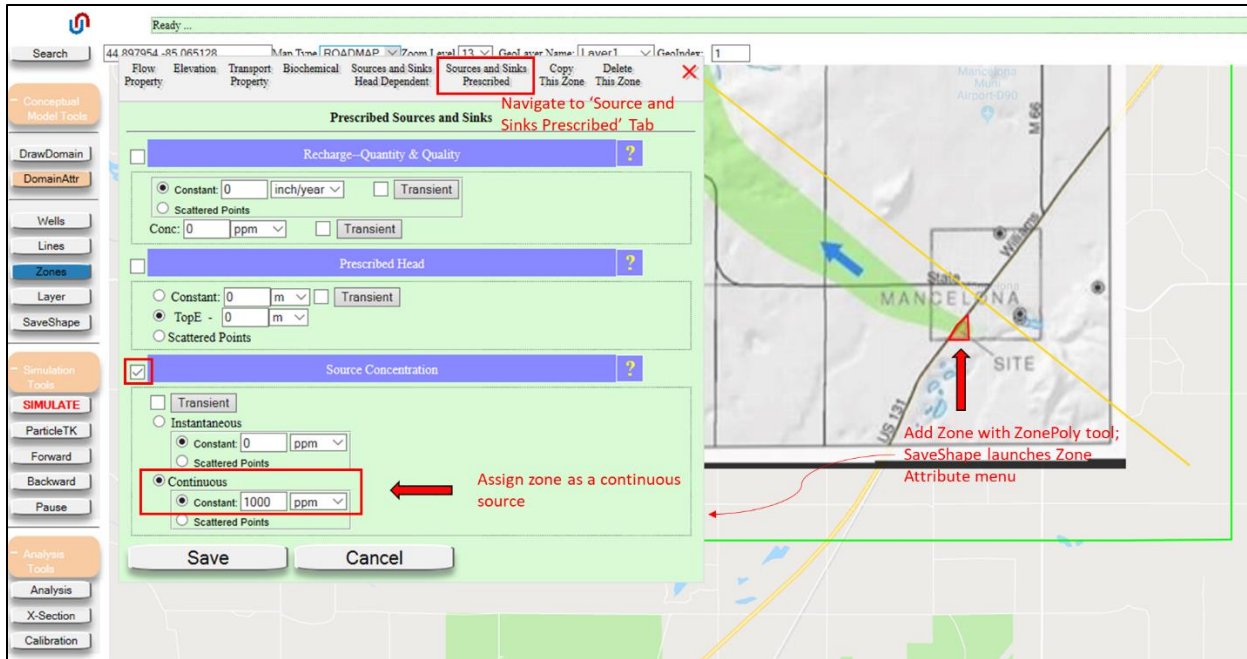 Ready ...
Search
44.897954,-85.065128 Map Type ROADMAP Zoom Level 13 GeoLayer Name: Layer1 GeoIndex: 1
Flow Property
Elevation
Transport Property
Biochemical
Sources and Sinks Head Dependent
Sources and Sinks Prescribed
Copy This Zone
Delete This Zone
Navigate to 'Source and
Sinks Prescribed' Tab
Prescribed Sources and Sinks
Recharge--Quantity & Quality ?
Constant: 0 inch/year Transient
Scattered Points
Conc: 0 ppm Transient
Prescribed Head ?
Constant: 0 m Transient
TopE - 0 m
Scattered Points
Source Concentration ?
Transient
Instantaneous
Constant: 0 ppm
Scattered Points
Continuous
Constant: 1000 ppm
Scattered Points
Assign zone as a continuous
source
Save Cancel
- Conceptual
Model Tools
DrawDomain
DomainAttr
Wells
Lines
Zones
Layer
SaveShape
- Simulation
Tools
SIMULATE
ParticleTK
Forward
Backward
Pause
- Analysis
Tools
Analysis
X-Section
Calibration
Mancelona
Muni
Airport-D90
M 66
Williams
State
MANCELONA
SITE
US 131
Add Zone with ZonePoly tool;
SaveShape launches Zone
Attribute menu